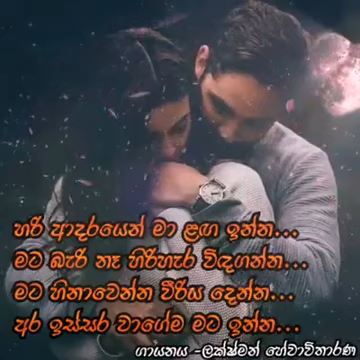 හරි ආදරයෙන් මා ළඟ ඉන්න...
මට බැරි නෑ හිරිහැර විඳගන්න...
මට හිනාවෙන්න වීරිය දෙන්න...
අර ඉස්සර වාගේම මට ඉන්න...
ගායනය -ලක්ෂ්මන් හේවාවිතාරණ